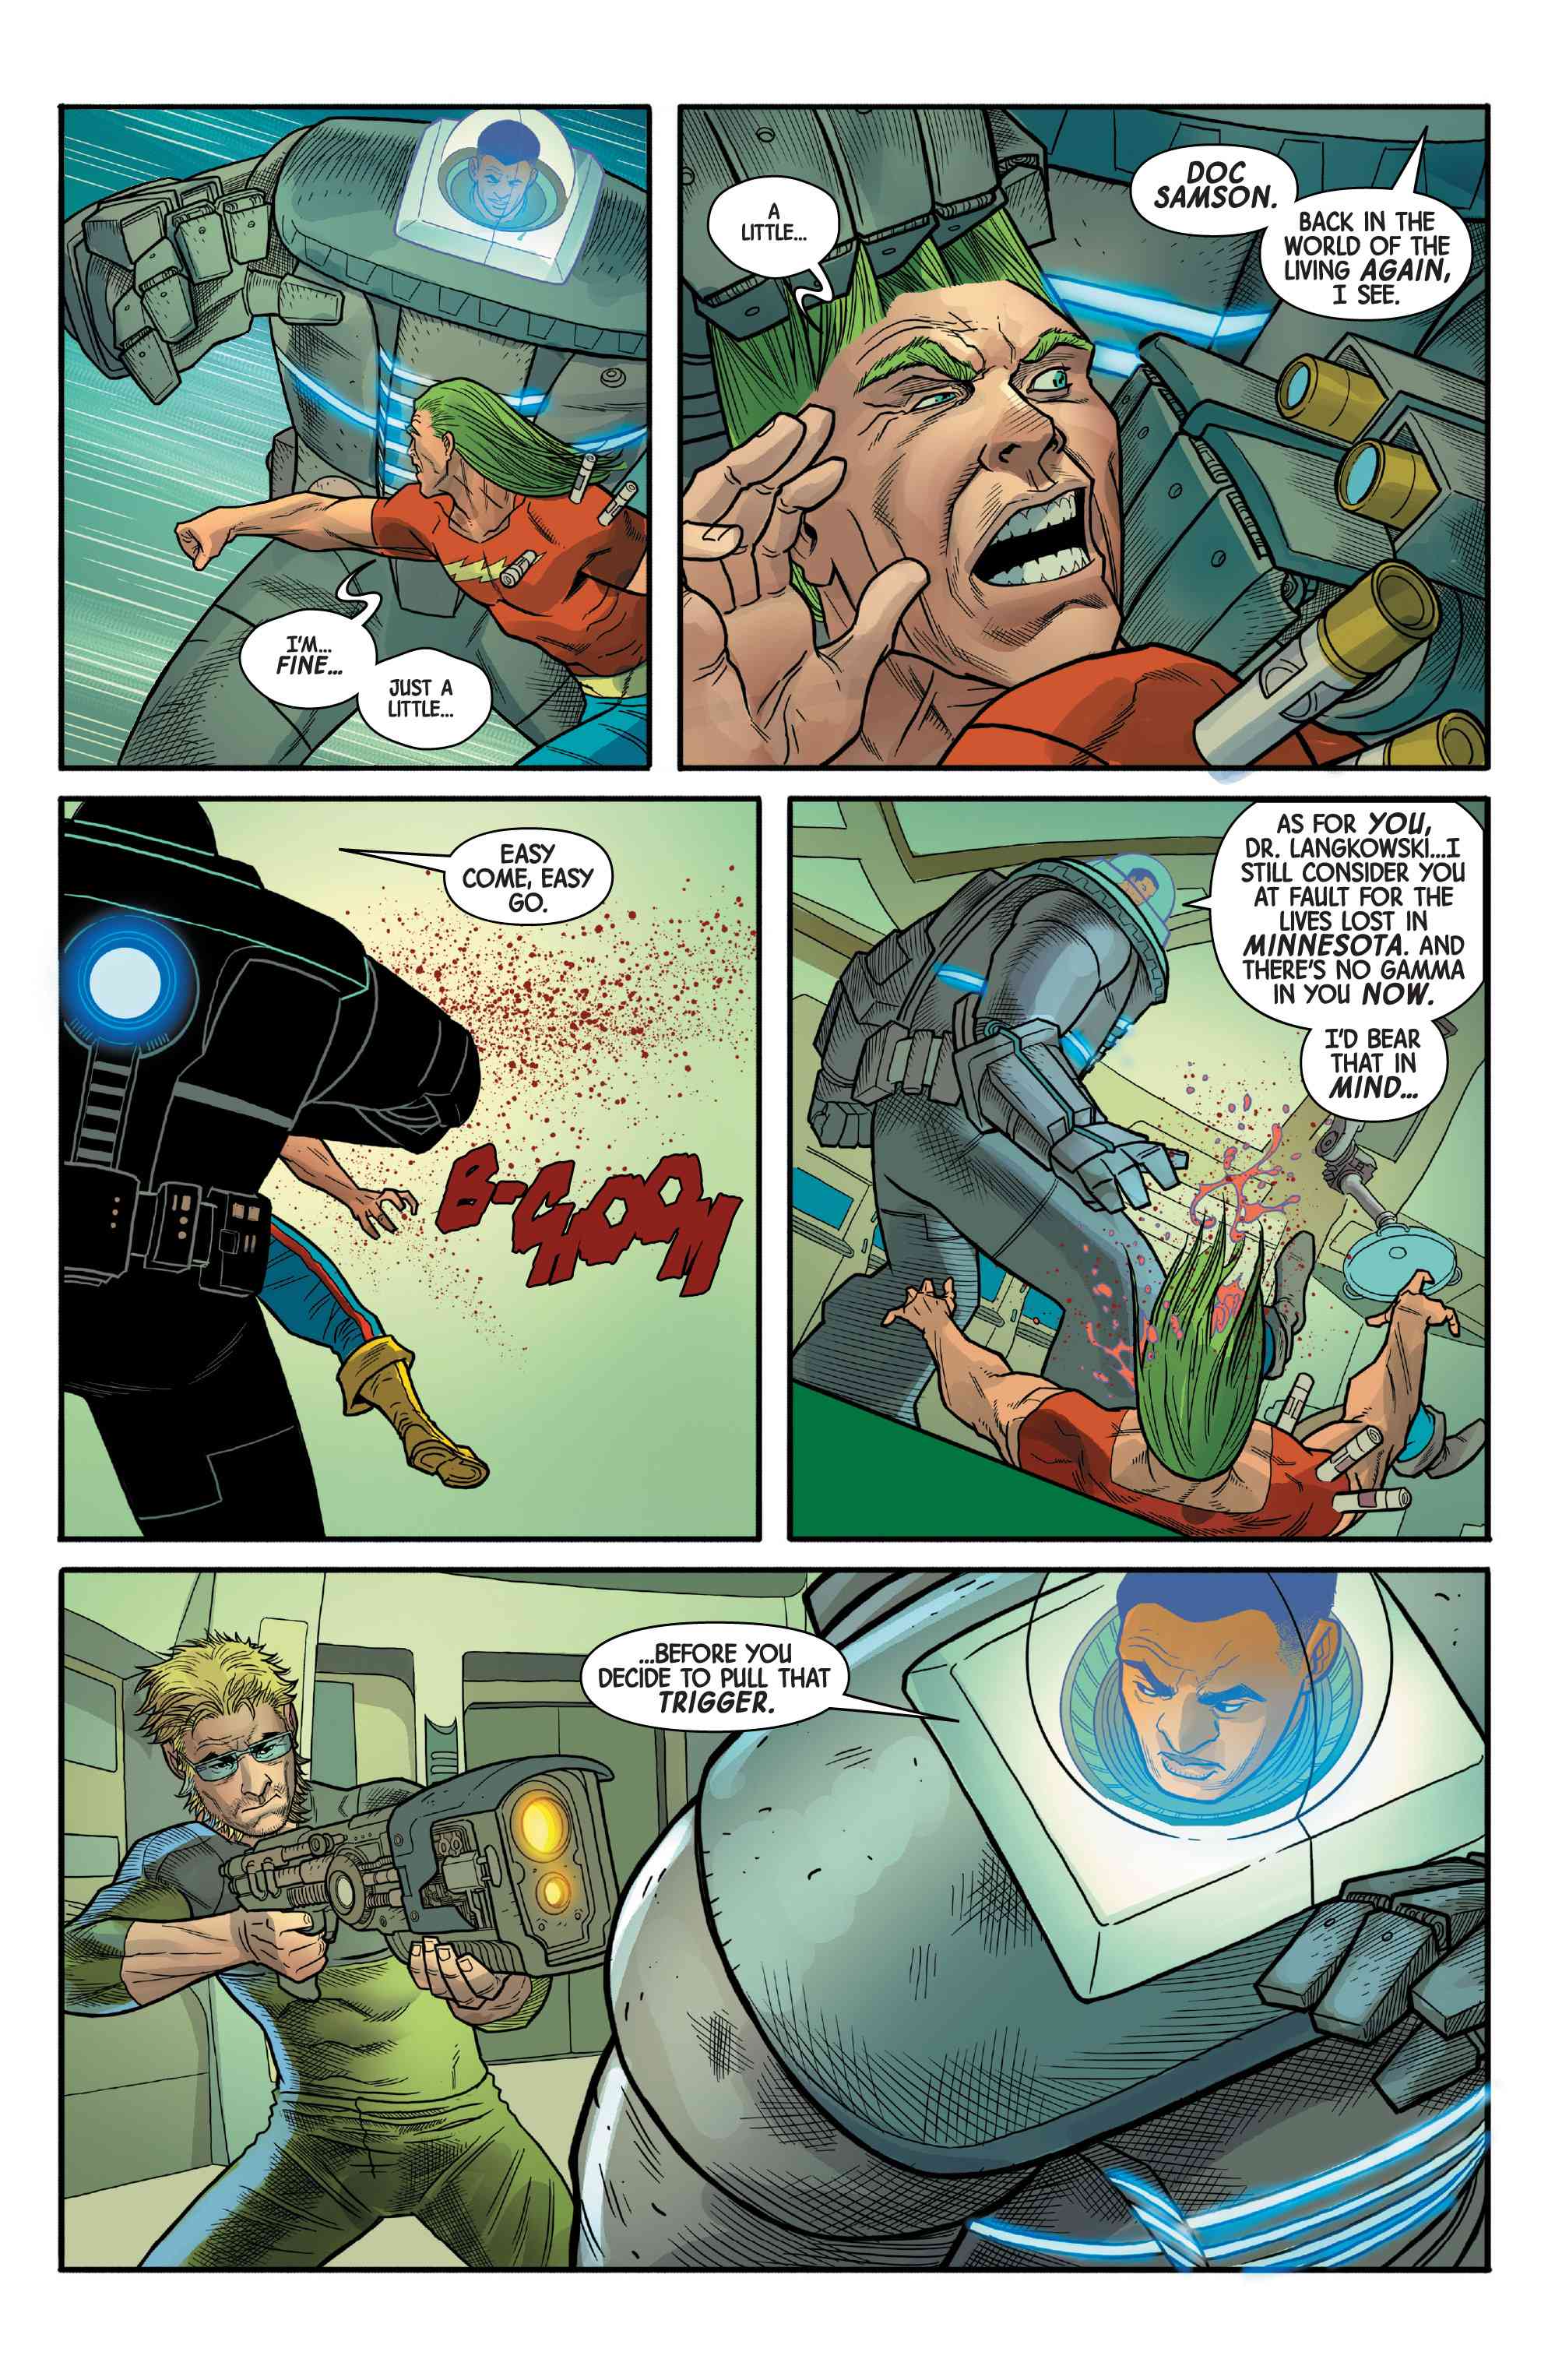 I'M...
FINE...
JUST A
LITTLE...
A
LITTLE...
DOC
SAMSON.
BACK IN THE
WORLD OF THE
LIVING AGAIN,
I SEE.
EASY
COME, EASY
GO.
B-CHOOM
AS FOR YOU,
DR. LANGKOWSKI...I
STILL CONSIDER YOU
AT FAULT FOR THE
LIVES LOST IN
MINNESOTA. AND
THERE'S NO GAMMA
IN YOU NOW.
I'D BEAR
THAT IN
MIND...
...BEFORE YOU
DECIDE TO PULL THAT
TRIGGER.